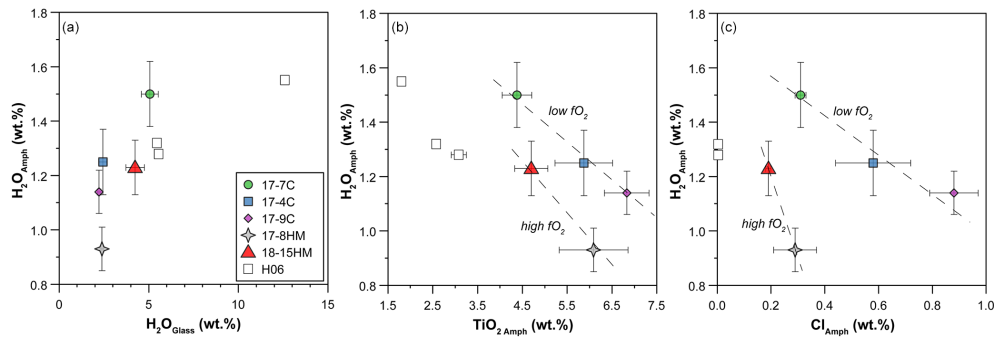 (a)
H2OAmph (wt.%)
1.8
1.6
1.4
1.2
1.0
0.8
0
5
10
15
H2OGlass (wt.%)
17-7C
17-4C
17-9C
17-8HM
18-15HM
H06
(b)
H2OAmph (wt.%)
1.8
1.6
1.4
1.2
1.0
0.8
1.5
2.5
3.5
4.5
5.5
6.5
7.5
TiO2 Amph (wt.%)
low fO2
high fO2
(c)
H2OAmph (wt.%)
1.8
1.6
1.4
1.2
1.0
0.8
0.0
0.2
0.4
0.6
0.8
1.0
ClAmph (wt.%)
low fO2
high fO2